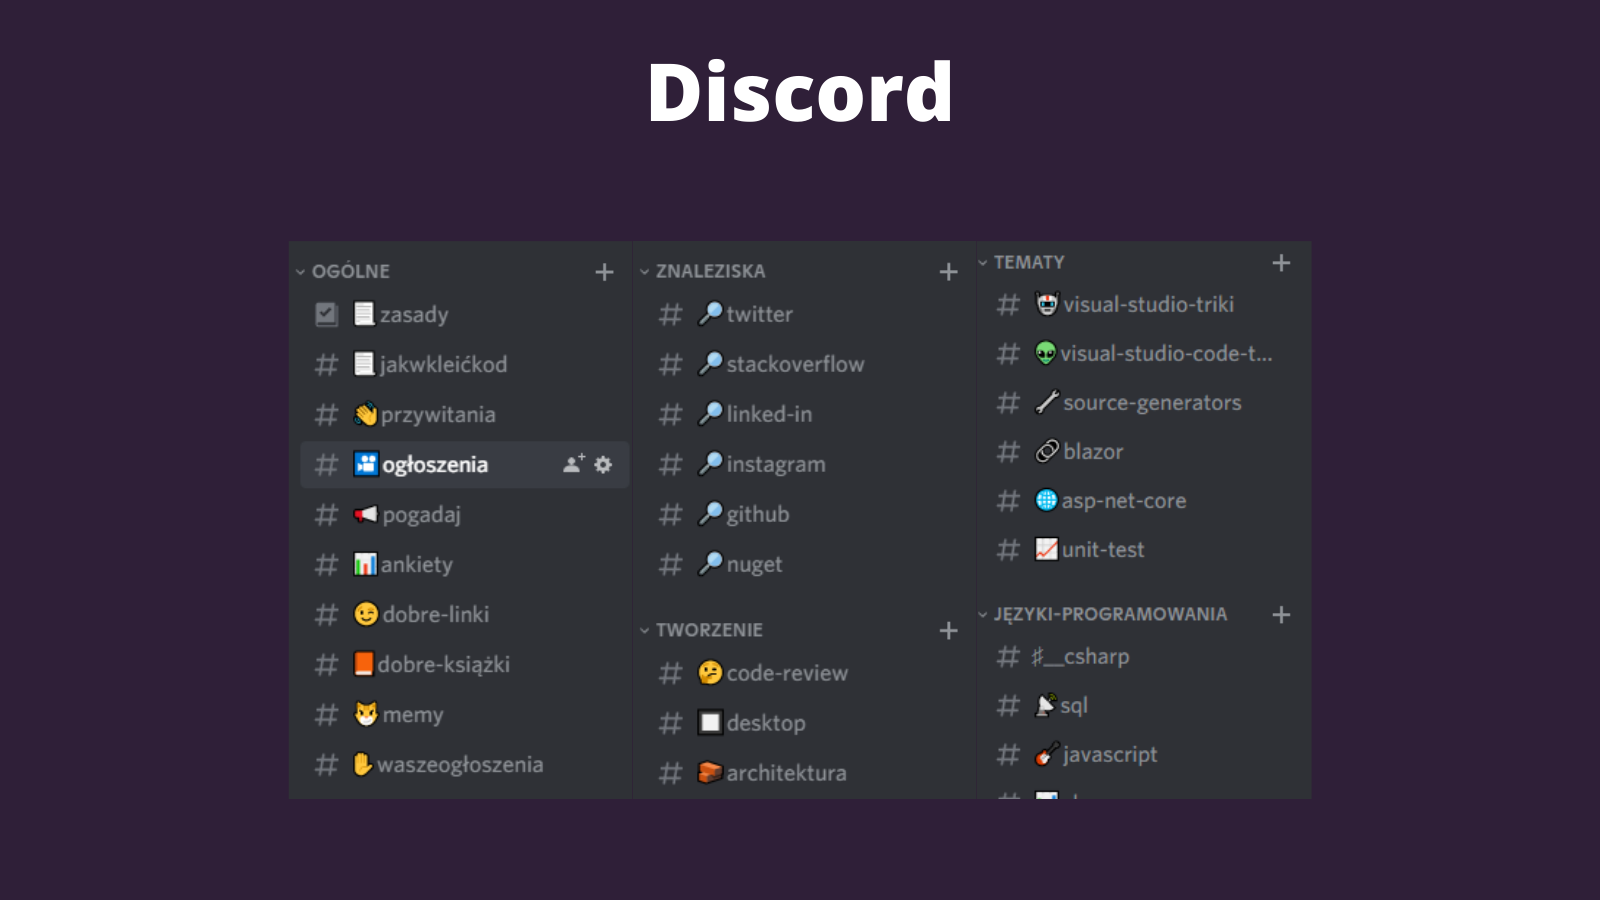 Discord
OGÓLNE
zasady
jakwkleićkod
przywitania
ogłoszenia
pogadaj
ankiety
dobre-linki
dobre-książki
memy
waszeogłoszenia
ZNALEZISKA
twitter
stackoverflow
linked-in
instagram
github
nuget
TWORZENIE
code-review
desktop
architektura
TEMATY
visual-studio-triki
visual-studio-code-t...
source-generators
blazor
asp-net-core
unit-test
JĘZYKI-PROGRAMOWANIA
♯__csharp
sql
javascript